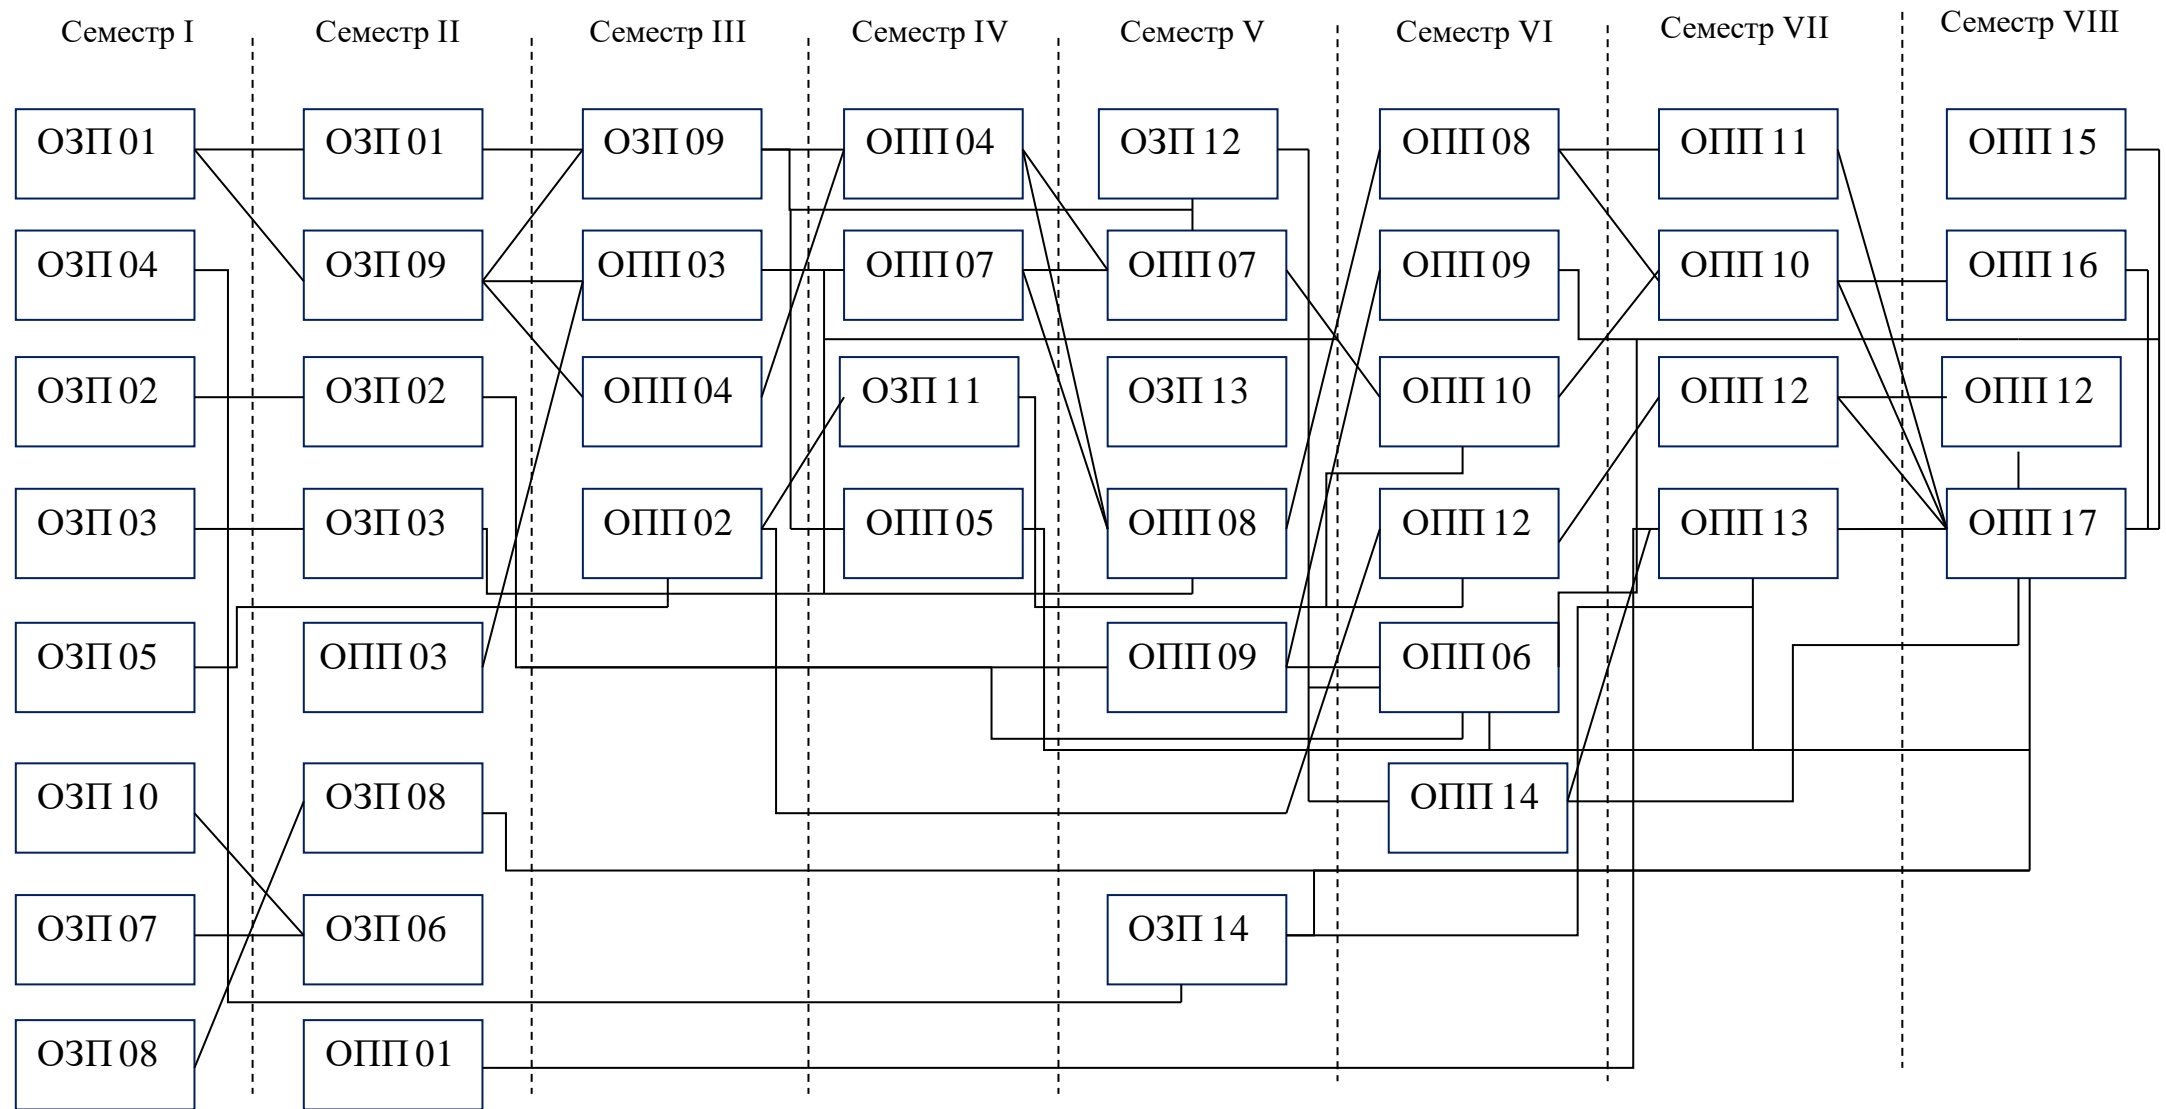 Семестр I Семестр II Семестр III Семестр IV Семестр V Семестр VI Семестр VII Семестр VIII
ОЗП 01 ОЗП 01 ОЗП 09 ОПП 04 ОЗП 12 ОПП 08 ОПП 11 ОПП 15
ОЗП 04 ОЗП 09 ОПП 03 ОПП 07 ОПП 07 ОПП 09 ОПП 10 ОПП 16
ОЗП 02 ОЗП 02 ОПП 04 ОЗП 11 ОЗП 13 ОПП 10 ОПП 12 ОПП 12
ОЗП 03 ОЗП 03 ОПП 02 ОПП 05 ОПП 08 ОПП 12 ОПП 13 ОПП 17
ОЗП 05 ОПП 03 ОПП 09 ОПП 06
ОЗП 10 ОЗП 08 ОПП 14
ОЗП 07 ОЗП 06 ОЗП 14
ОЗП 08 ОПП 01